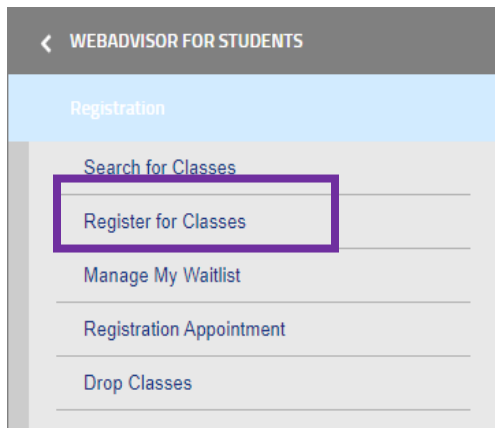 WEBADVISOR FOR STUDENTS
Registration
Search for Classes
Register for Classes
Manage My Waitlist
Registration Appointment
Drop Classes